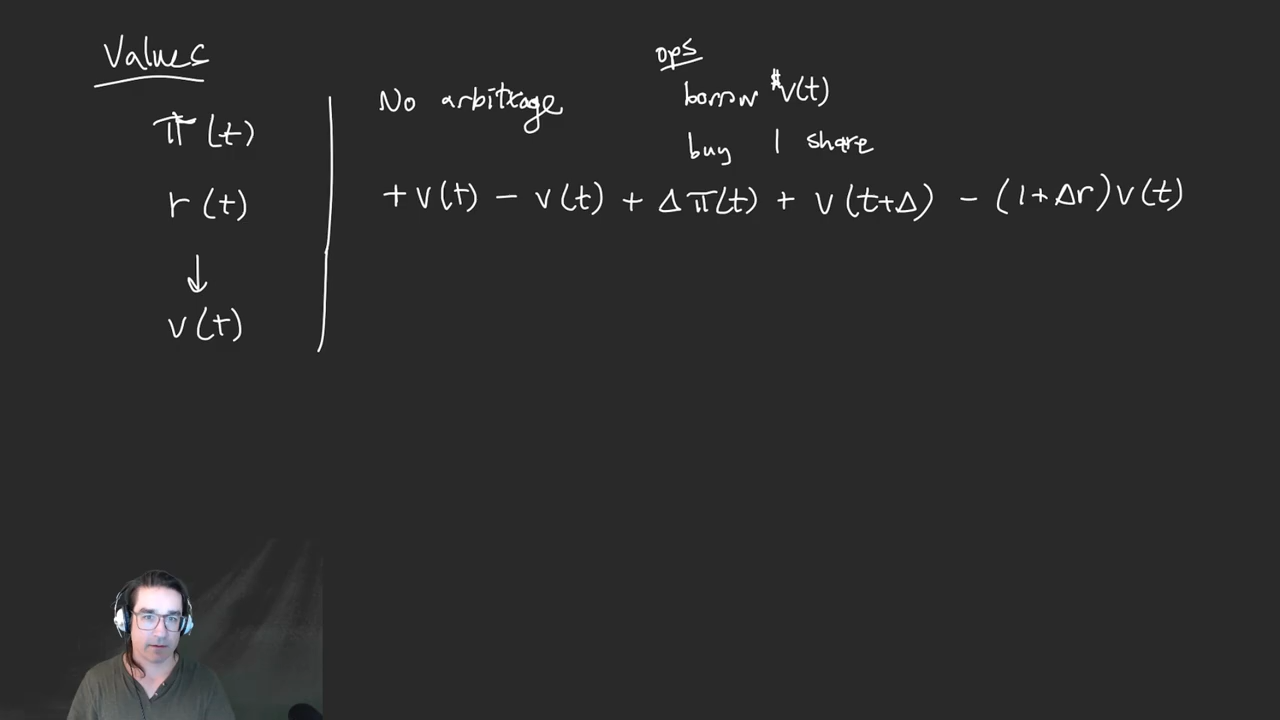 Values
π(t)
r(t)
↓
v(t)
No arbitrage
ops
borrow $v(t)
buy 1 share
+v(t) − v(t) + Δπ(t) + v(t+Δ) − (1+Δr)v(t)